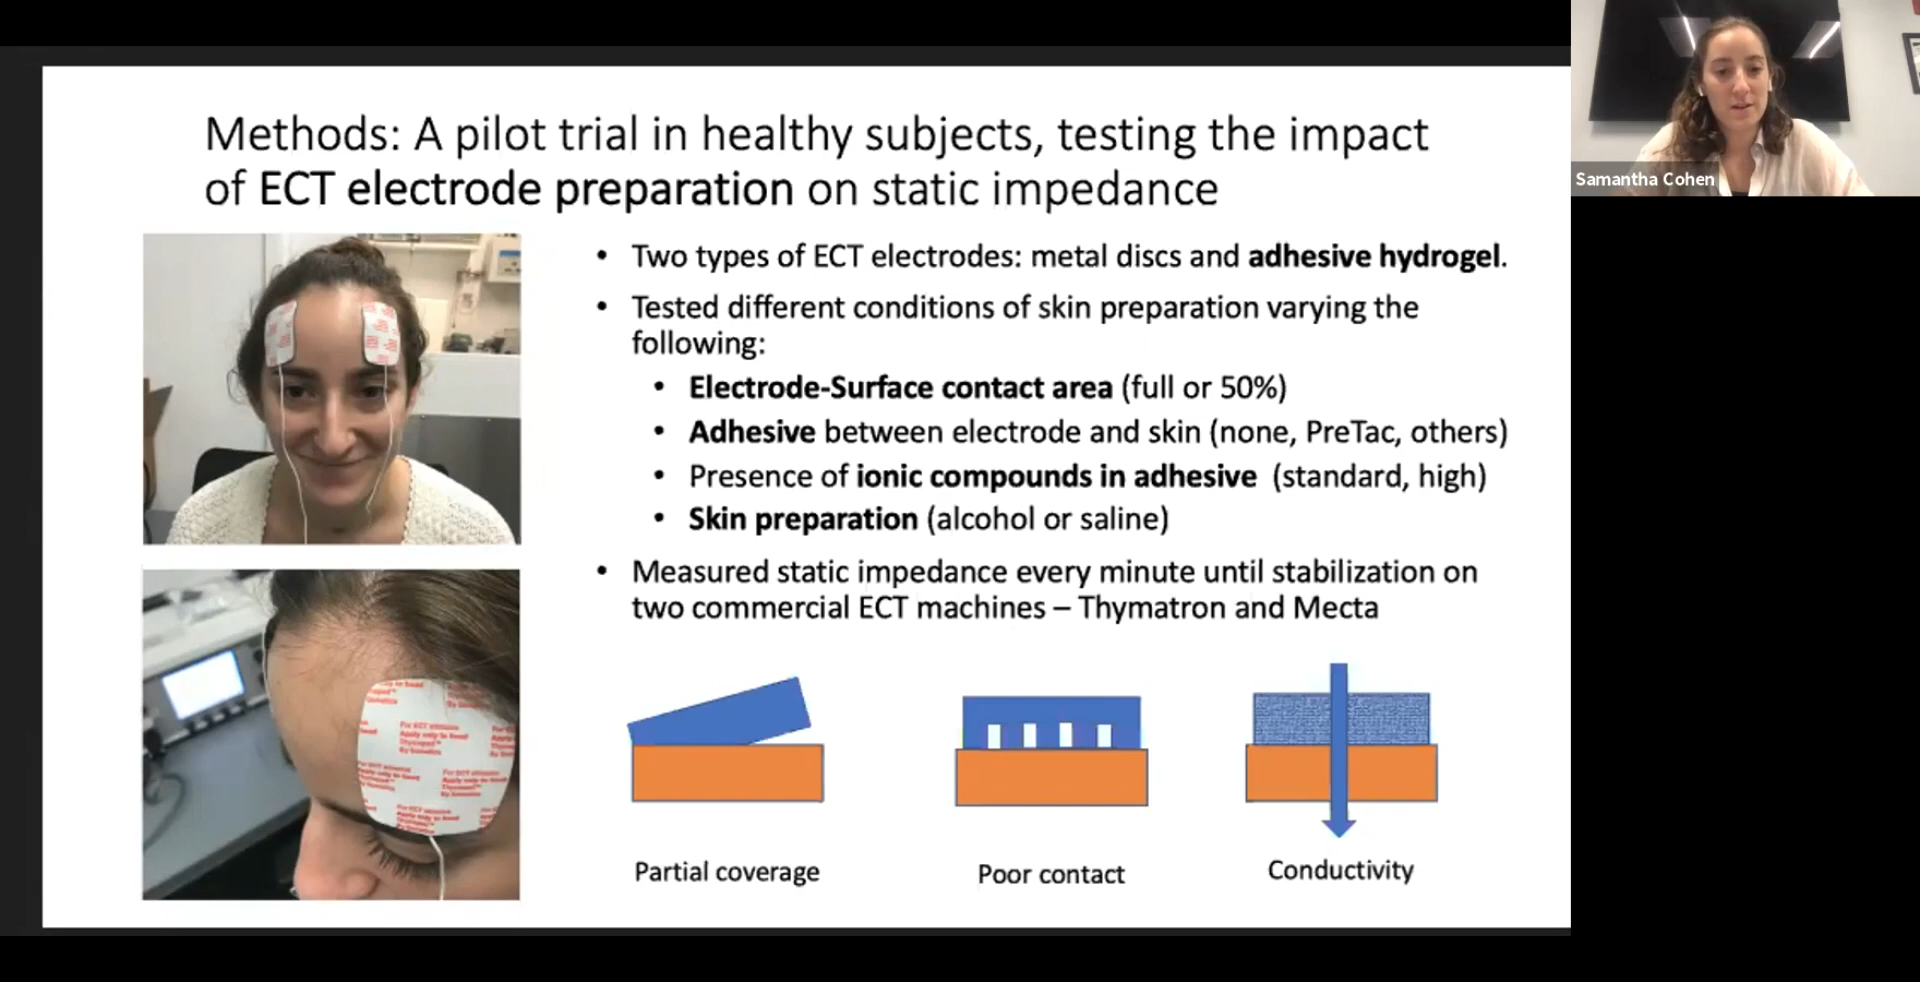 Methods: A pilot trial in healthy subjects, testing the impact
of ECT electrode preparation on static impedance
• Two types of ECT electrodes: metal discs and adhesive hydrogel.
• Tested different conditions of skin preparation varying the
following:
• Electrode-Surface contact area (full or 50%)
• Adhesive between electrode and skin (none, PreTac, others)
• Presence of ionic compounds in adhesive (standard, high)
• Skin preparation (alcohol or saline)
• Measured static impedance every minute until stabilization on
two commercial ECT machines – Thymatron and Mecta
Partial coverage
Poor contact
Conductivity
Samantha Cohen